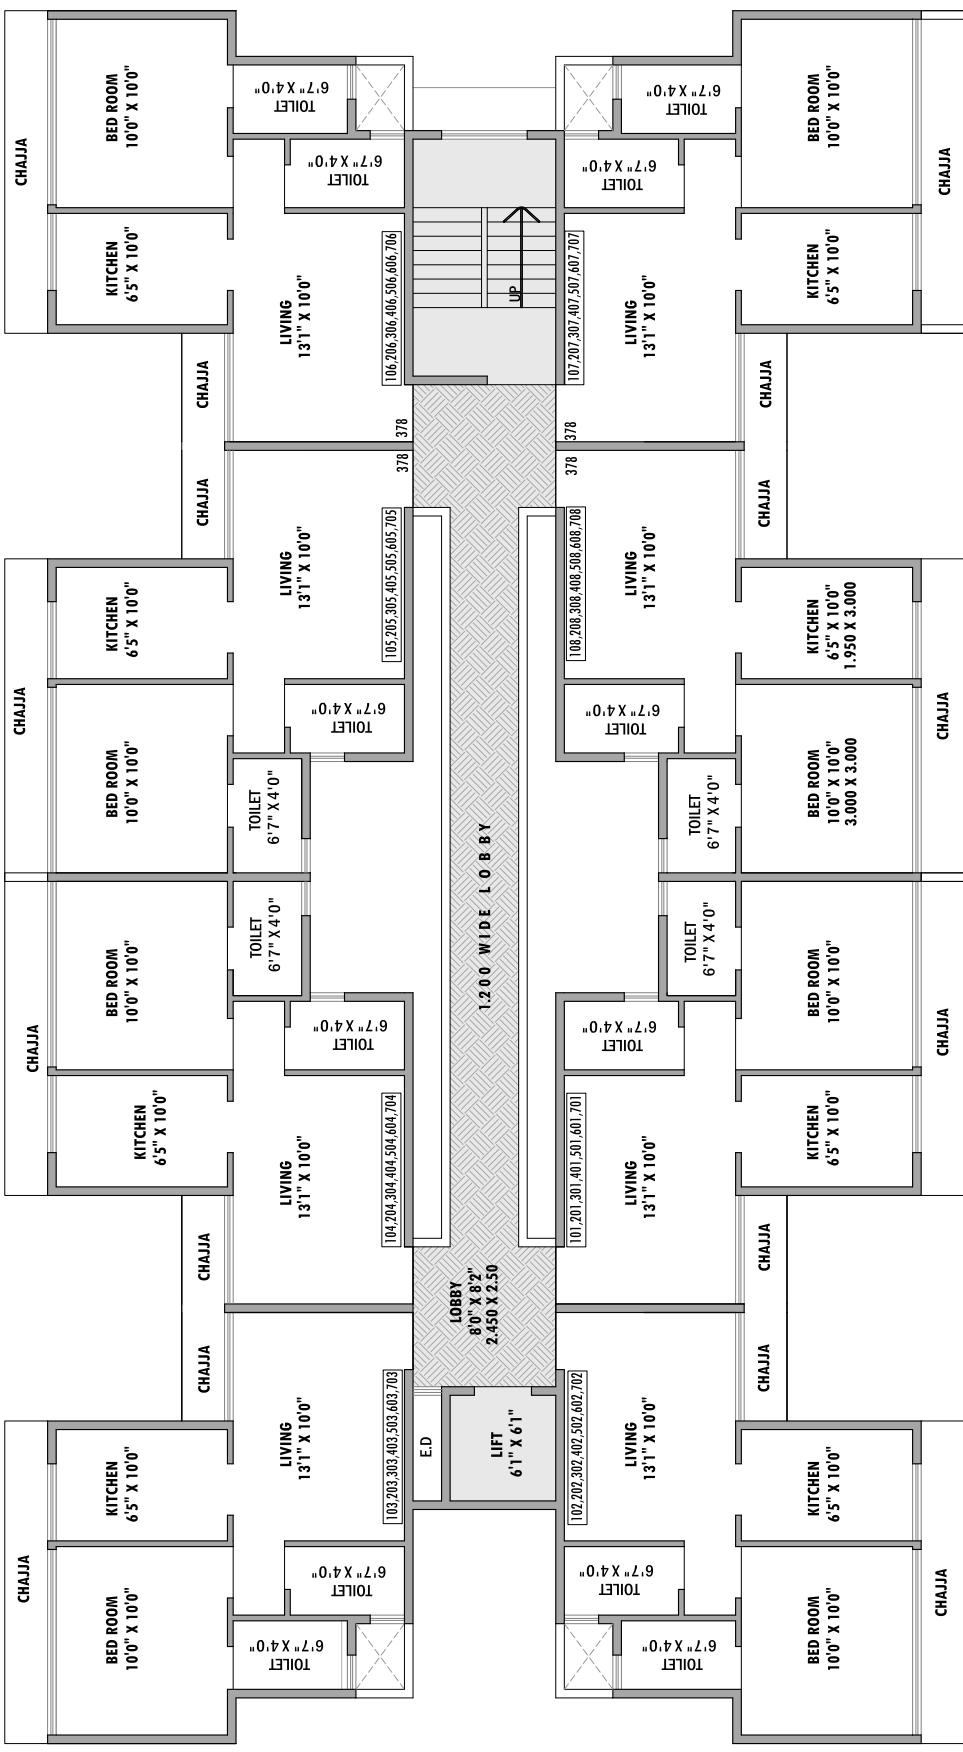 CHAJJA
BED ROOM
10'0" X 10'0"
TOILET
6'7" X 4'0"
TOILET
6'7" X 4'0"
BED ROOM
10'0" X 10'0"
CHAJJA
TOILET
6'7" X 4'0"
TOILET
6'7" X 4'0"
KITCHEN
6'5" X 10'0"
LIVING
13'1" X 10'0"
106,206,306,406,506,606,706
UP
107,207,307,407,507,607,707
LIVING
13'1" X 10'0"
KITCHEN
6'5" X 10'0"
CHAJJA
378
378
CHAJJA
CHAJJA
378
378
CHAJJA
KITCHEN
6'5" X 10'0"
LIVING
13'1" X 10'0"
105,205,305,405,505,605,705
108,208,308,408,508,608,708
LIVING
13'1" X 10'0"
KITCHEN
6'5" X 10'0"
1.950 X 3.000
CHAJJA
TOILET
6'7" X 4'0"
TOILET
6'7" X 4'0"
CHAJJA
BED ROOM
10'0" X 10'0"
TOILET
6'7" X 4'0"
TOILET
6'7" X 4'0"
BED ROOM
10'0" X 10'0"
3.000 X 3.000
1.200 WIDE LOBBY
BED ROOM
10'0" X 10'0"
TOILET
6'7" X 4'0"
TOILET
6'7" X 4'0"
BED ROOM
10'0" X 10'0"
CHAJJA
TOILET
6'7" X 4'0"
TOILET
6'7" X 4'0"
CHAJJA
KITCHEN
6'5" X 10'0"
LIVING
13'1" X 10'0"
104,204,304,404,504,604,704
101,201,301,401,501,601,701
LIVING
13'1" X 10'0"
KITCHEN
6'5" X 10'0"
CHAJJA
LOBBY
8'0" X 8'2"
2.450 X 2.50
CHAJJA
CHAJJA
CHAJJA
KITCHEN
6'5" X 10'0"
LIVING
13'1" X 10'0"
103,203,303,403,503,603,703
E.D
LIFT
6'1" X 6'1"
102,202,302,402,502,602,702
LIVING
13'1" X 10'0"
KITCHEN
6'5" X 10'0"
CHAJJA
TOILET
6'7" X 4'0"
TOILET
6'7" X 4'0"
CHAJJA
BED ROOM
10'0" X 10'0"
TOILET
6'7" X 4'0"
TOILET
6'7" X 4'0"
BED ROOM
10'0" X 10'0"